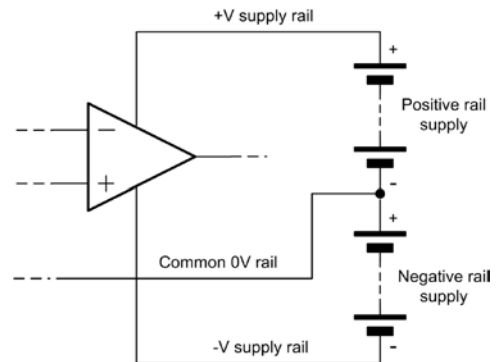 +V supply rail
+
Positive rail
supply
−
+
-
Common 0V rail
+
Negative rail
supply
-V supply rail
-